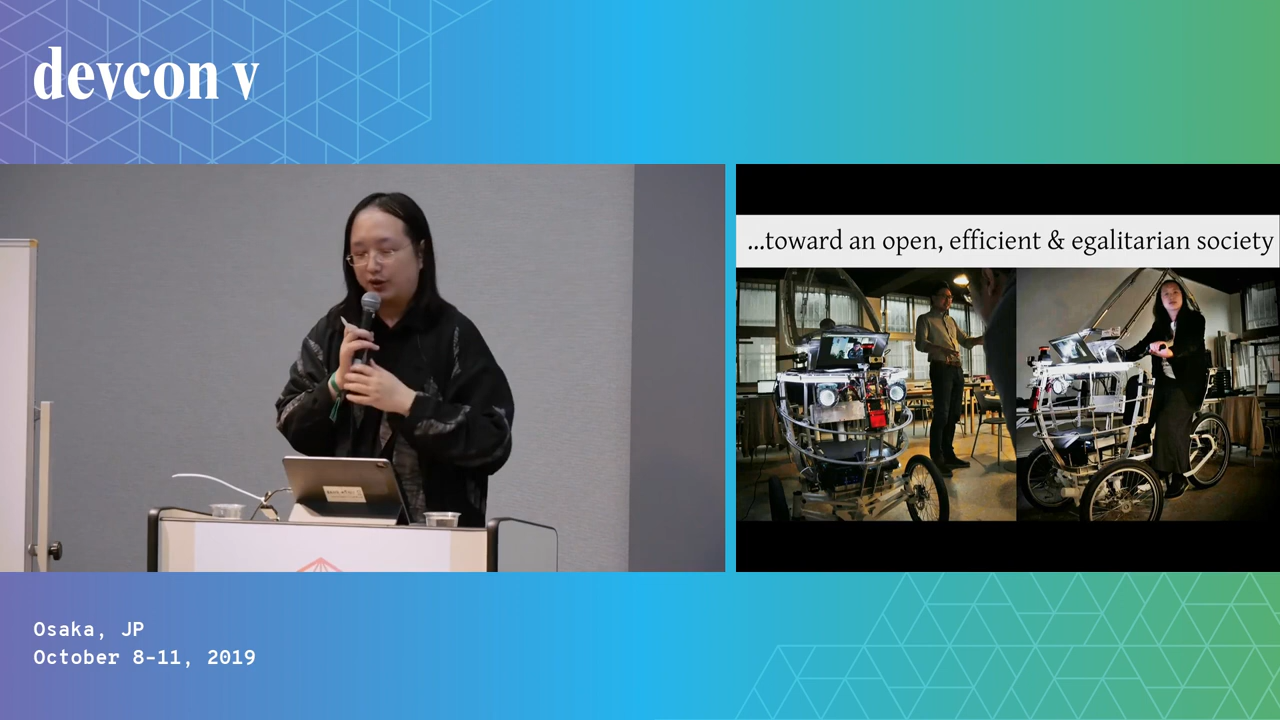 devcon v
...toward an open, efficient & egalitarian society
Osaka, JP
October 8-11, 2019